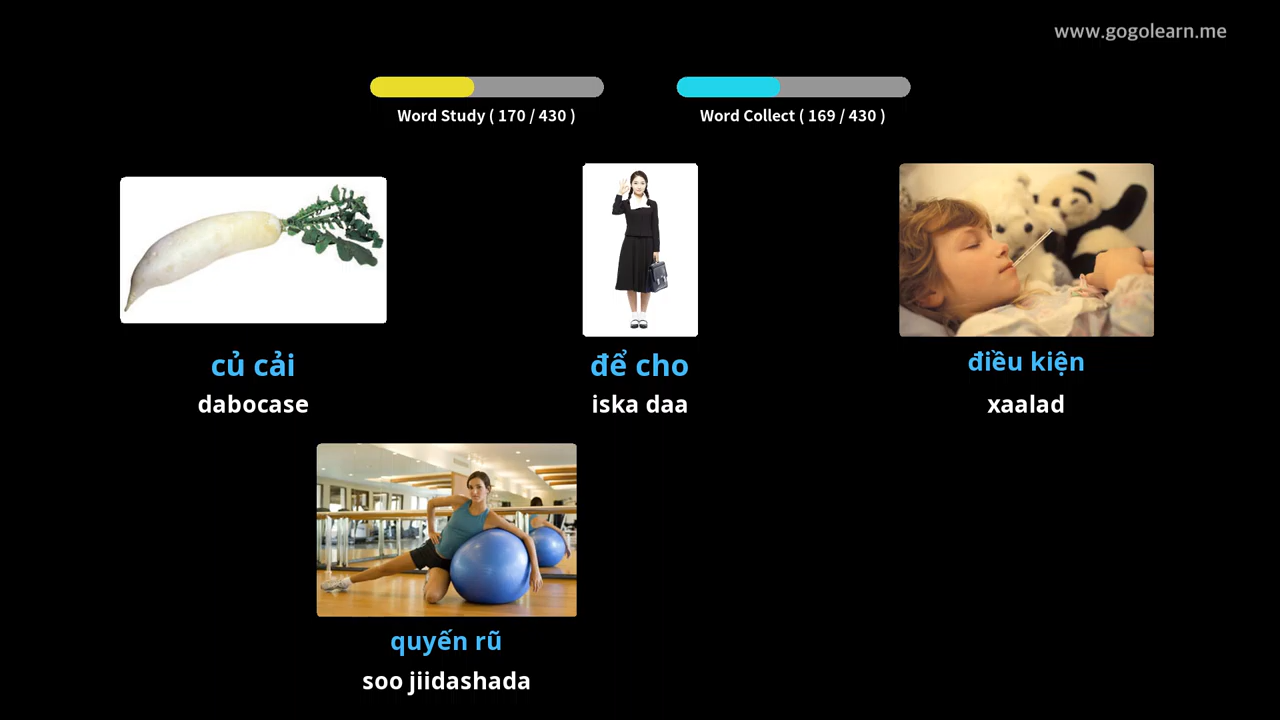 www.gogolearn.me
Word Study ( 170 / 430 )
Word Collect ( 169 / 430 )
củ cải
dabocase
để cho
iska daa
điều kiện
xaalad
quyến rũ
soo jiidashada